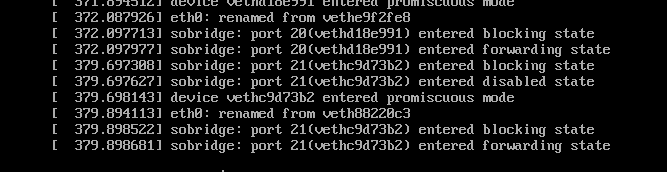 [  371.894512] device vethd18e991 entered promiscuous mode
[  372.087926] eth0: renamed from vethe9f2fe8
[  372.097713] sobridge: port 20(vethd18e991) entered blocking state
[  372.097977] sobridge: port 20(vethd18e991) entered forwarding state
[  379.697308] sobridge: port 21(vethc9d73b2) entered blocking state
[  379.697627] sobridge: port 21(vethc9d73b2) entered disabled state
[  379.698143] device vethc9d73b2 entered promiscuous mode
[  379.894113] eth0: renamed from veth88220c3
[  379.898522] sobridge: port 21(vethc9d73b2) entered blocking state
[  379.898681] sobridge: port 21(vethc9d73b2) entered forwarding state